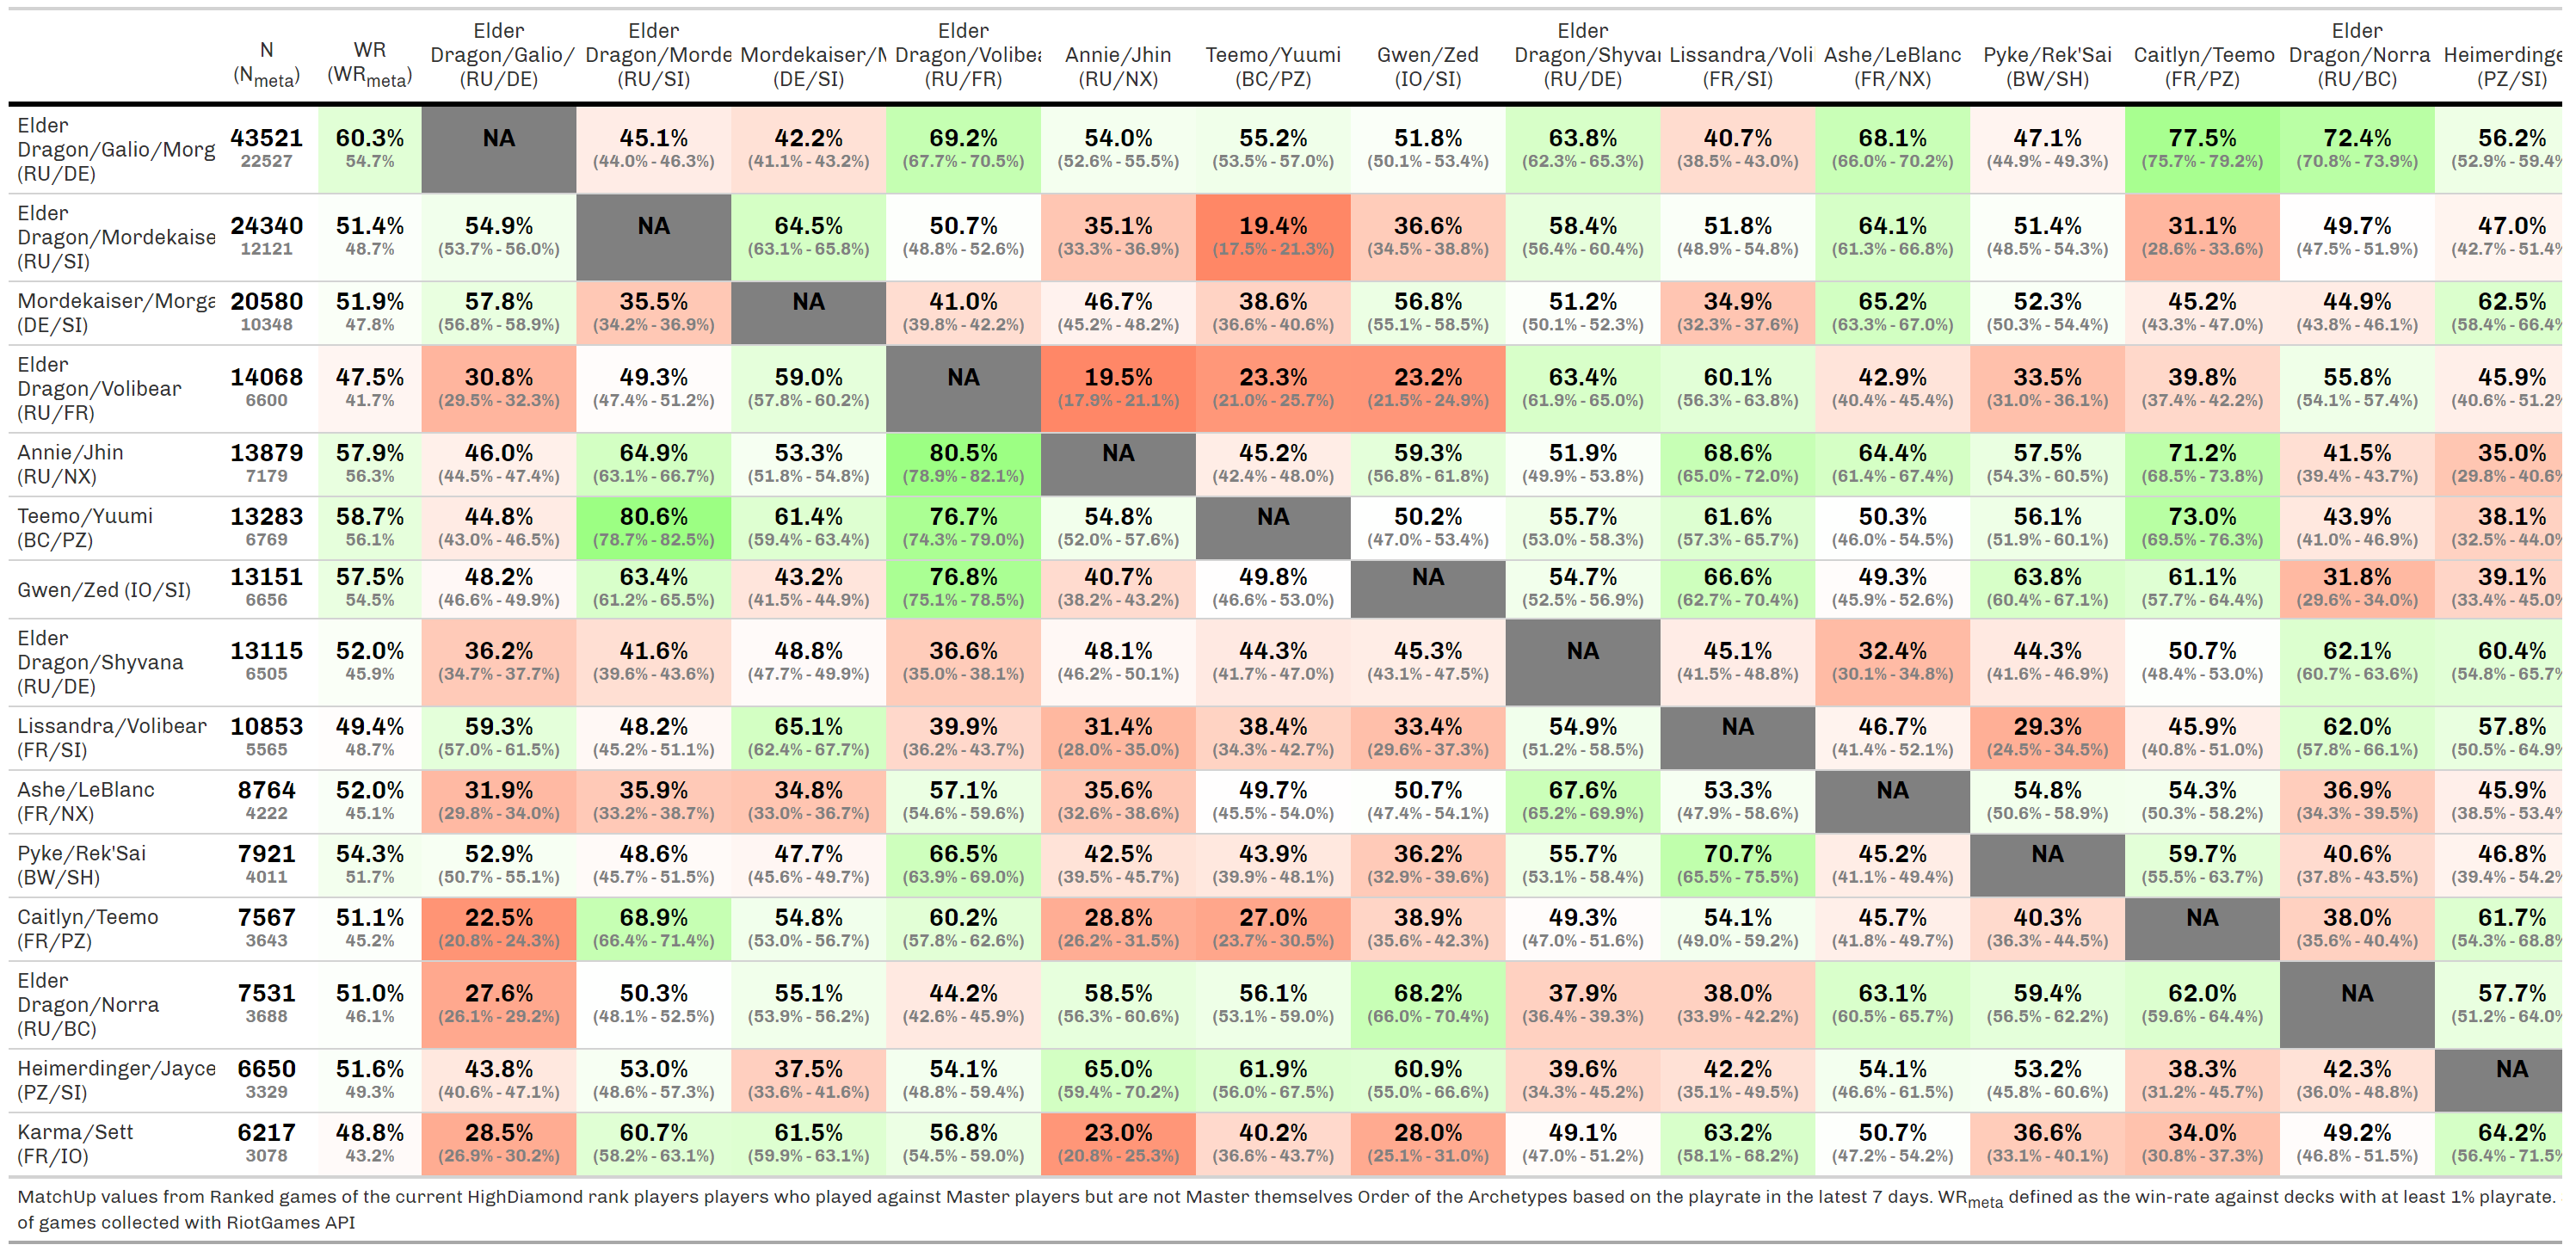 N (Nmeta) WR (WRmeta) Elder Dragon/Galio/ (RU/DE) Elder Dragon/Morde (RU/SI) Mordekaiser/M (DE/SI) Elder Dragon/Volibea (RU/FR) Annie/Jhin (RU/NX) Teemo/Yuumi (BC/PZ) Gwen/Zed (IO/SI) Elder Dragon/Shyvar (RU/DE) Lissandra/Voli (FR/SI) Ashe/LeBlanc (FR/NX) Pyke/Rek'Sai (BW/SH) Caitlyn/Teemo (FR/PZ) Elder Dragon/Norra (RU/BC) Heimerdinge (PZ/SI)
Elder Dragon/Galio/Morg (RU/DE) 43521 22527 60.3% 54.7% NA 45.1% (44.0% - 46.3%) 42.2% (41.1% - 43.2%) 69.2% (67.7% - 70.5%) 54.0% (52.6% - 55.5%) 55.2% (53.5% - 57.0%) 51.8% (50.1% - 53.4%) 63.8% (62.3% - 65.3%) 40.7% (38.5% - 43.0%) 68.1% (66.0% - 70.2%) 47.1% (44.9% - 49.3%) 77.5% (75.7% - 79.2%) 72.4% (70.8% - 73.9%) 56.2% (52.9% - 59.4%
Elder Dragon/Mordekaise (RU/SI) 24340 12121 51.4% 48.7% 54.9% (53.7% - 56.0%) NA 64.5% (63.1% - 65.8%) 50.7% (48.8% - 52.6%) 35.1% (33.3% - 36.9%) 19.4% (17.5% - 21.3%) 36.6% (34.5% - 38.8%) 58.4% (56.4% - 60.4%) 51.8% (48.9% - 54.8%) 64.1% (61.3% - 66.8%) 51.4% (48.5% - 54.3%) 31.1% (28.6% - 33.6%) 49.7% (47.5% - 51.9%) 47.0% (42.7% - 51.4%
Mordekaiser/Morga (DE/SI) 20580 10348 51.9% 47.8% 57.8% (56.8% - 58.9%) 35.5% (34.2% - 36.9%) NA 41.0% (39.8% - 42.2%) 46.7% (45.2% - 48.2%) 38.6% (36.6% - 40.6%) 56.8% (55.1% - 58.5%) 51.2% (50.1% - 52.3%) 34.9% (32.3% - 37.6%) 65.2% (63.3% - 67.0%) 52.3% (50.3% - 54.4%) 45.2% (43.3% - 47.0%) 44.9% (43.8% - 46.1%) 62.5% (58.4% - 66.4%
Elder Dragon/Volibear (RU/FR) 14068 6600 47.5% 41.7% 30.8% (29.5% - 32.3%) 49.3% (47.4% - 51.2%) 59.0% (57.8% - 60.2%) NA 19.5% (17.9% - 21.1%) 23.3% (21.0% - 25.7%) 23.2% (21.5% - 24.9%) 63.4% (61.9% - 65.0%) 60.1% (56.3% - 63.8%) 42.9% (40.4% - 45.4%) 33.5% (31.0% - 36.1%) 39.8% (37.4% - 42.2%) 55.8% (54.1% - 57.4%) 45.9% (40.6% - 51.2%
Annie/Jhin (RU/NX) 13879 7179 57.9% 56.3% 46.0% (44.5% - 47.4%) 64.9% (63.1% - 66.7%) 53.3% (51.8% - 54.8%) 80.5% (78.9% - 82.1%) NA 45.2% (42.4% - 48.0%) 59.3% (56.8% - 61.8%) 51.9% (49.9% - 53.8%) 68.6% (65.0% - 72.0%) 64.4% (61.4% - 67.4%) 57.5% (54.3% - 60.5%) 71.2% (68.5% - 73.8%) 41.5% (39.4% - 43.7%) 35.0% (29.8% - 40.6%
Teemo/Yuumi (BC/PZ) 13283 6769 58.7% 56.1% 44.8% (43.0% - 46.5%) 80.6% (78.7% - 82.5%) 61.4% (59.4% - 63.4%) 76.7% (74.3% - 79.0%) 54.8% (52.0% - 57.6%) NA 50.2% (47.0% - 53.4%) 55.7% (53.0% - 58.3%) 61.6% (57.3% - 65.7%) 50.3% (46.0% - 54.5%) 56.1% (51.9% - 60.1%) 73.0% (69.5% - 76.3%) 43.9% (41.0% - 46.9%) 38.1% (32.5% - 44.0%
Gwen/Zed (IO/SI) 13151 6656 57.5% 54.5% 48.2% (46.6% - 49.9%) 63.4% (61.2% - 65.5%) 43.2% (41.5% - 44.9%) 76.8% (75.1% - 78.5%) 40.7% (38.2% - 43.2%) 49.8% (46.6% - 53.0%) NA 54.7% (52.5% - 56.9%) 66.6% (62.7% - 70.4%) 49.3% (45.9% - 52.6%) 63.8% (60.4% - 67.1%) 61.1% (57.7% - 64.4%) 31.8% (29.6% - 34.0%) 39.1% (33.4% - 45.0%
Elder Dragon/Shyvana (RU/DE) 13115 6505 52.0% 45.9% 36.2% (34.7% - 37.7%) 41.6% (39.6% - 43.6%) 48.8% (47.7% - 49.9%) 36.6% (35.0% - 38.1%) 48.1% (46.2% - 50.1%) 44.3% (41.7% - 47.0%) 45.3% (43.1% - 47.5%) NA 45.1% (41.5% - 48.8%) 32.4% (30.1% - 34.8%) 44.3% (41.6% - 46.9%) 50.7% (48.4% - 53.0%) 62.1% (60.7% - 63.6%) 60.4% (54.8% - 65.7%
Lissandra/Volibear (FR/SI) 10853 5565 49.4% 48.7% 59.3% (57.0% - 61.5%) 48.2% (45.2% - 51.1%) 65.1% (62.4% - 67.7%) 39.9% (36.2% - 43.7%) 31.4% (28.0% - 35.0%) 38.4% (34.3% - 42.7%) 33.4% (29.6% - 37.3%) 54.9% (51.2% - 58.5%) NA 46.7% (41.4% - 52.1%) 29.3% (24.5% - 34.5%) 45.9% (40.8% - 51.0%) 62.0% (57.8% - 66.1%) 57.8% (50.5% - 64.9%
Ashe/LeBlanc (FR/NX) 8764 4222 52.0% 45.1% 31.9% (29.8% - 34.0%) 35.9% (33.2% - 38.7%) 34.8% (33.0% - 36.7%) 57.1% (54.6% - 59.6%) 35.6% (32.6% - 38.6%) 49.7% (45.5% - 54.0%) 50.7% (47.4% - 54.1%) 67.6% (65.2% - 69.9%) 53.3% (47.9% - 58.6%) NA 54.8% (50.6% - 58.9%) 54.3% (50.3% - 58.2%) 36.9% (34.3% - 39.5%) 45.9% (38.5% - 53.4%
Pyke/Rek'Sai (BW/SH) 7921 4011 54.3% 51.7% 52.9% (50.7% - 55.1%) 48.6% (45.7% - 51.5%) 47.7% (45.6% - 49.7%) 66.5% (63.9% - 69.0%) 42.5% (39.5% - 45.7%) 43.9% (39.9% - 48.1%) 36.2% (32.9% - 39.6%) 55.7% (53.1% - 58.4%) 70.7% (65.5% - 75.5%) 45.2% (41.1% - 49.4%) NA 59.7% (55.5% - 63.7%) 40.6% (37.8% - 43.5%) 46.8% (39.4% - 54.2%
Caitlyn/Teemo (FR/PZ) 7567 3643 51.1% 45.2% 22.5% (20.8% - 24.3%) 68.9% (66.4% - 71.4%) 54.8% (53.0% - 56.7%) 60.2% (57.8% - 62.6%) 28.8% (26.2% - 31.5%) 27.0% (23.7% - 30.5%) 38.9% (35.6% - 42.3%) 49.3% (47.0% - 51.6%) 54.1% (49.0% - 59.2%) 45.7% (41.8% - 49.7%) 40.3% (36.3% - 44.5%) NA 38.0% (35.6% - 40.4%) 61.7% (54.3% - 68.8%
Elder Dragon/Norra (RU/BC) 7531 3688 51.0% 46.1% 27.6% (26.1% - 29.2%) 50.3% (48.1% - 52.5%) 55.1% (53.9% - 56.2%) 44.2% (42.6% - 45.9%) 58.5% (56.3% - 60.6%) 56.1% (53.1% - 59.0%) 68.2% (66.0% - 70.4%) 37.9% (36.4% - 39.3%) 38.0% (33.9% - 42.2%) 63.1% (60.5% - 65.7%) 59.4% (56.5% - 62.2%) 62.0% (59.6% - 64.4%) NA 57.7% (51.2% - 64.0%
Heimerdinger/Jayce (PZ/SI) 6650 3329 51.6% 49.3% 43.8% (40.6% - 47.1%) 53.0% (48.6% - 57.3%) 37.5% (33.6% - 41.6%) 54.1% (48.8% - 59.4%) 65.0% (59.4% - 70.2%) 61.9% (56.0% - 67.5%) 60.9% (55.0% - 66.6%) 39.6% (34.3% - 45.2%) 42.2% (35.1% - 49.5%) 54.1% (46.6% - 61.5%) 53.2% (45.8% - 60.6%) 38.3% (31.2% - 45.7%) 42.3% (36.0% - 48.8%) NA
Karma/Sett (FR/IO) 6217 3078 48.8% 43.2% 28.5% (26.9% - 30.2%) 60.7% (58.2% - 63.1%) 61.5% (59.9% - 63.1%) 56.8% (54.5% - 59.0%) 23.0% (20.8% - 25.3%) 40.2% (36.6% - 43.7%) 28.0% (25.1% - 31.0%) 49.1% (47.0% - 51.2%) 63.2% (58.1% - 68.2%) 50.7% (47.2% - 54.2%) 36.6% (33.1% - 40.1%) 34.0% (30.8% - 37.3%) 49.2% (46.8% - 51.5%) 64.2% (56.4% - 71.5%
MatchUp values from Ranked games of the current HighDiamond rank players players who played against Master players but are not Master themselves Order of the Archetypes based on the playrate in the latest 7 days. WRmeta defined as the win-rate against decks with at least 1% playrate.
of games collected with RiotGames API